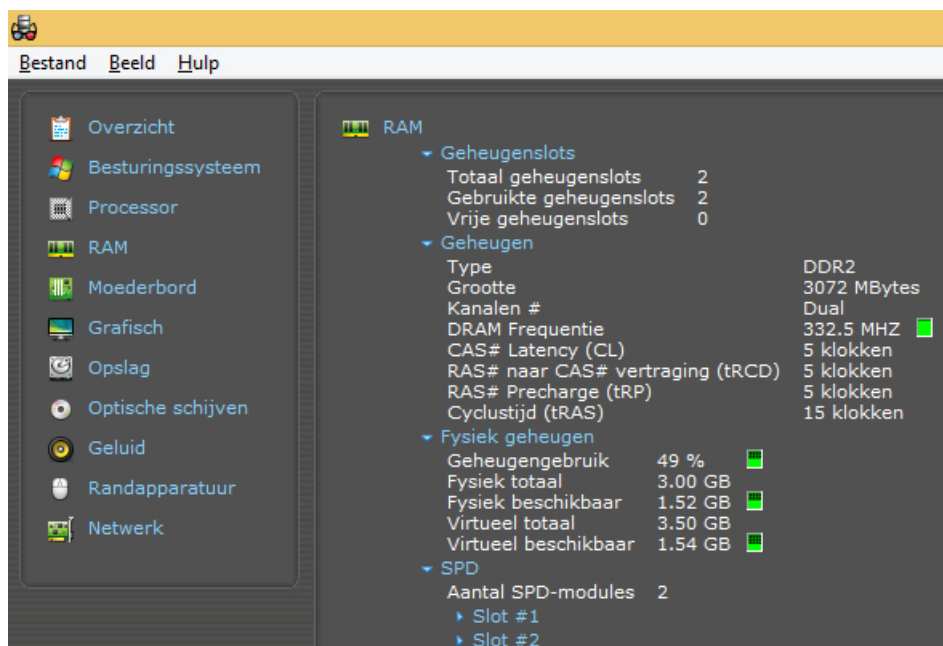 Bestand Beeld Hulp
Overzicht
Besturingssysteem
Processor
RAM
Moederbord
Grafisch
Opslag
Optische schijven
Geluid
Randapparatuur
Netwerk
RAM
Geheugenslots
Totaal geheugenslots 2
Gebruikte geheugenslots 2
Vrije geheugenslots 0
Geheugen
Type DDR2
Grootte 3072 MBytes
Kanalen # Dual
DRAM Frequentie 332.5 MHZ
CAS# Latency (CL) 5 klokken
RAS# naar CAS# vertraging (tRCD) 5 klokken
RAS# Precharge (tRP) 5 klokken
Cyclustijd (tRAS) 15 klokken
Fysiek geheugen
Geheugengebruik 49 %
Fysiek totaal 3.00 GB
Fysiek beschikbaar 1.52 GB
Virtueel totaal 3.50 GB
Virtueel beschikbaar 1.54 GB
SPD
Aantal SPD-modules 2
Slot #1
Slot #2